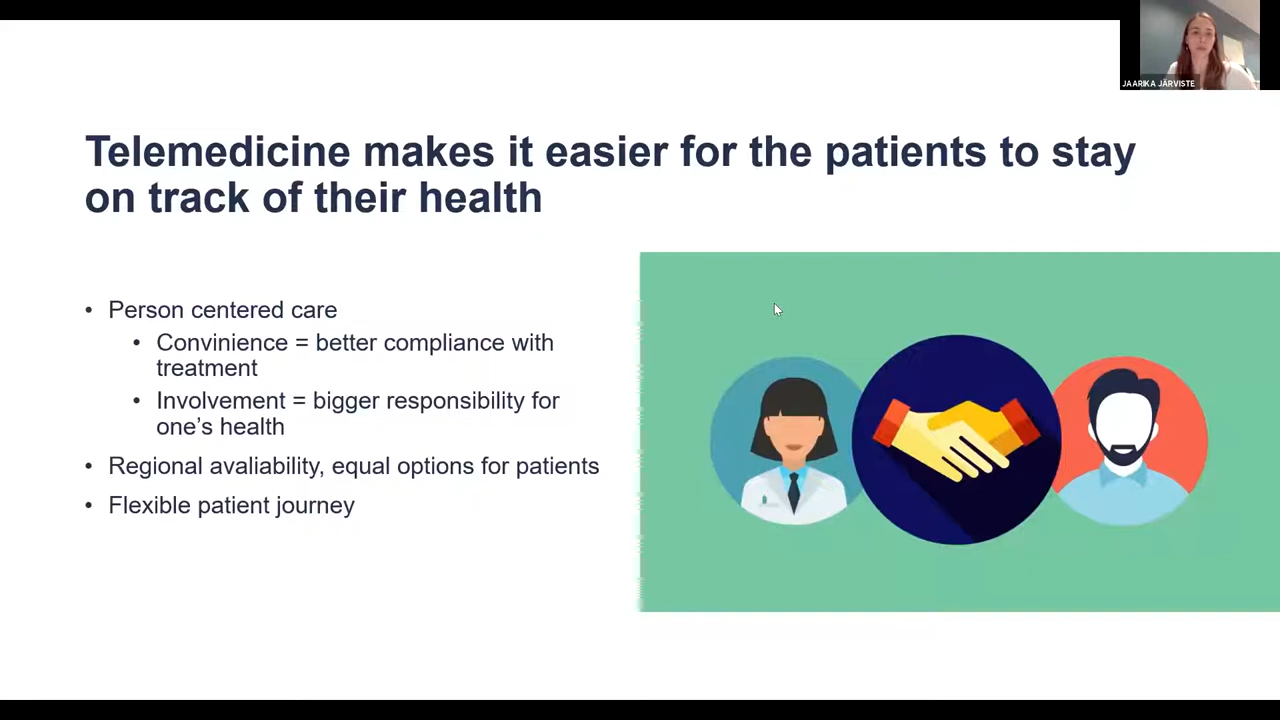 JAARIKA JÄRVISTE
Telemedicine makes it easier for the patients to stay
on track of their health
• Person centered care
• Convinience = better compliance with
treatment
• Involvement = bigger responsibility for
one’s health
• Regional avaliability, equal options for patients
• Flexible patient journey